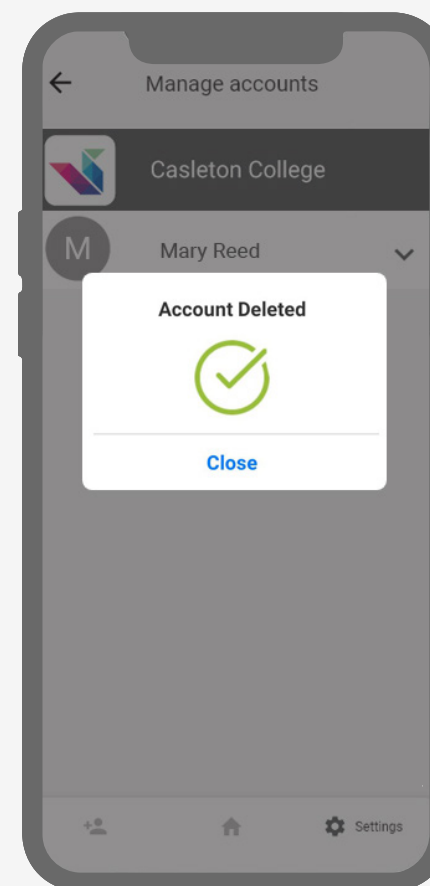 Manage accounts
Casleton College
M
Mary Reed
Account Deleted
Close
Settings